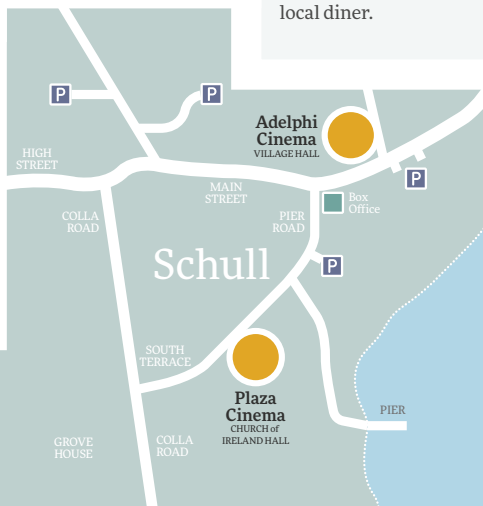 local diner.
P
P
Adelphi
Cinema
VILLAGE HALL
HIGH
STREET
P
MAIN
STREET
Box
Office
COLLA
ROAD
PIER
ROAD
Schull
P
SOUTH
TERRACE
Plaza
Cinema
CHURCH of
IRELAND HALL
PIER
GROVE
HOUSE
COLLA
ROAD